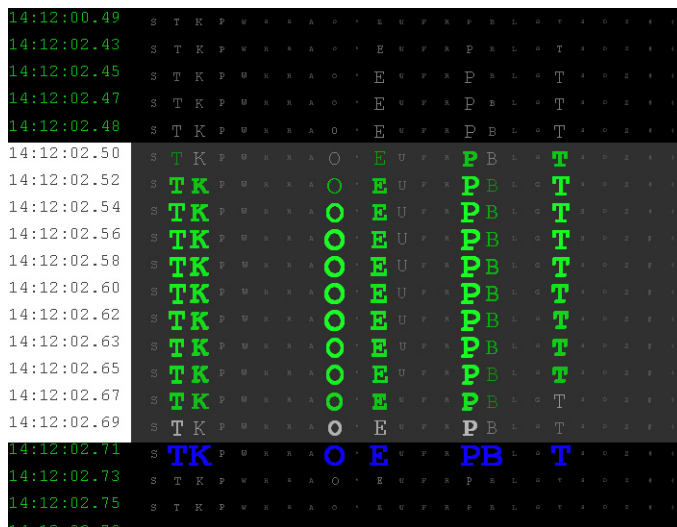 14:12:00.49 S T K P W H R A O * E U F R P B L G T S D Z #
14:12:02.43 S T K P W H R A O * E U F R P B L G T S D Z #
14:12:02.45 S T K P W H R A O * E U F R P B L G T S D Z #
14:12:02.47 S T K P W H R A O * E U F R P B L G T S D Z #
14:12:02.48 S T K P W H R A O * E U F R P B L G T S D Z #
14:12:02.50 S T K P W H R A O * E U F R P B L G T S D Z #
14:12:02.52 S T K P W H R A O * E U F R P B L G T S D Z #
14:12:02.54 S T K P W H R A O * E U F R P B L G T S D Z #
14:12:02.56 S T K P W H R A O * E U F R P B L G T S D Z #
14:12:02.58 S T K P W H R A O * E U F R P B L G T S D Z #
14:12:02.60 S T K P W H R A O * E U F R P B L G T S D Z #
14:12:02.62 S T K P W H R A O * E U F R P B L G T S D Z #
14:12:02.63 S T K P W H R A O * E U F R P B L G T S D Z #
14:12:02.65 S T K P W H R A O * E U F R P B L G T S D Z #
14:12:02.67 S T K P W H R A O * E U F R P B L G T S D Z #
14:12:02.69 S T K P W H R A O * E U F R P B L G T S D Z #
14:12:02.71 S T K P W H R A O * E U F R P B L G T S D Z #
14:12:02.73 S T K P W H R A O * E U F R P B L G T S D Z #
14:12:02.75 S T K P W H R A O * E U F R P B L G T S D Z #